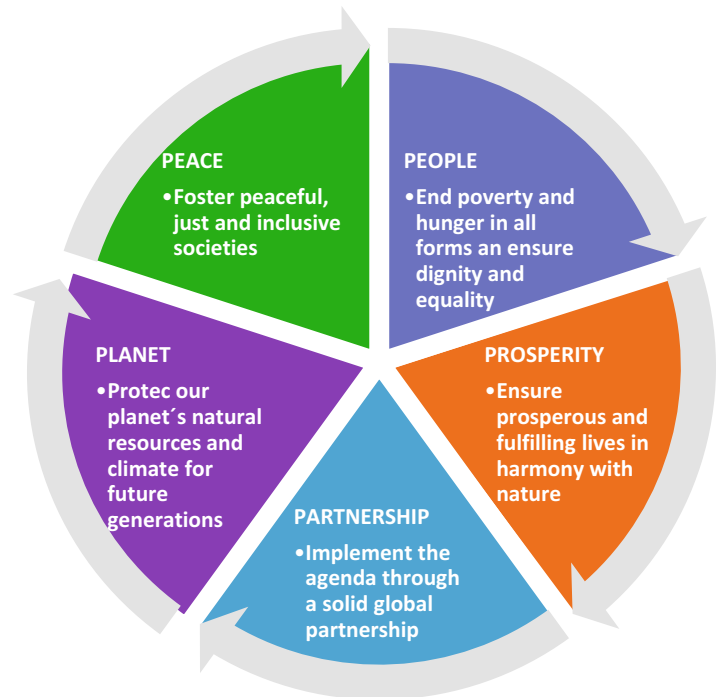 PEACE
•Foster peaceful,
just and inclusive
societies
PEOPLE
•End poverty and
hunger in all
forms an ensure
dignity and
equality
PROSPERITY
•Ensure
prosperous and
fulfilling lives in
harmony with
nature
PARTNERSHIP
•Implement the
agenda through
a solid global
partnership
PLANET
•Protec our
planet´s natural
resources and
climate for
future
generations